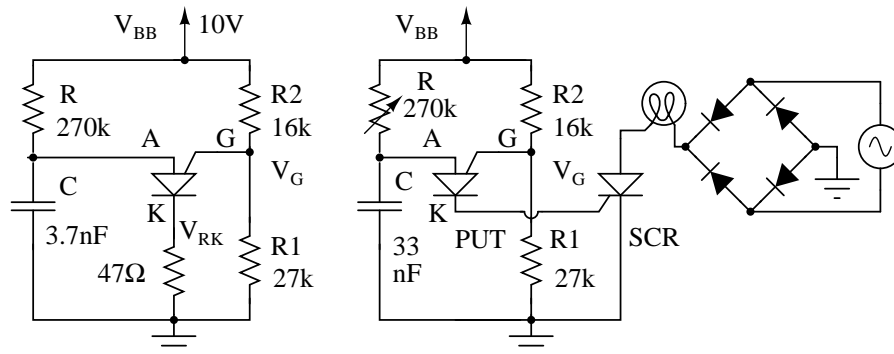 V_BB 10V
R
270k
R2
16k
A
G
V_G
C
K
V_RK
3.7nF
47Ω
R1
27k
V_BB
R
270k
R2
16k
A
G
V_G
C
K
33
nF
PUT
R1
27k
SCR